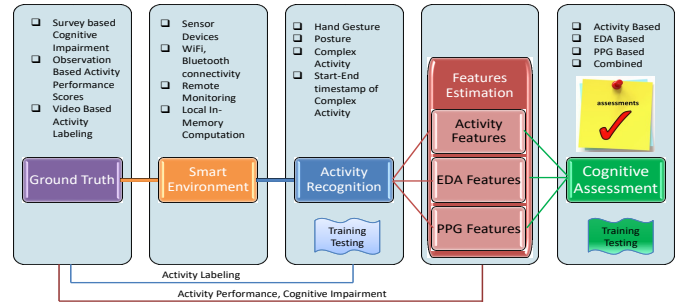 ❑ Survey based
Cognitive
Impairment
❑ Observation
Based Activity
Performance
Scores
❑ Video Based
Activity
Labeling
Ground Truth
❑ Sensor
Devices
❑ WiFi,
Bluetooth
connectivity
❑ Remote
Monitoring
❑ Local In-
Memory
Computation
Smart
Environment
❑ Hand Gesture
❑ Posture
❑ Complex
Activity
❑ Start-End
timestamp of
Complex
Activity
Activity
Recognition
Training
Testing
Features
Estimation
Activity
Features
EDA Features
PPG Features
❑ Activity Based
❑ EDA Based
❑ PPG Based
❑ Combined
assessments
Cognitive
Assessment
Training
Testing
Activity Labeling
Activity Performance, Cognitive Impairment